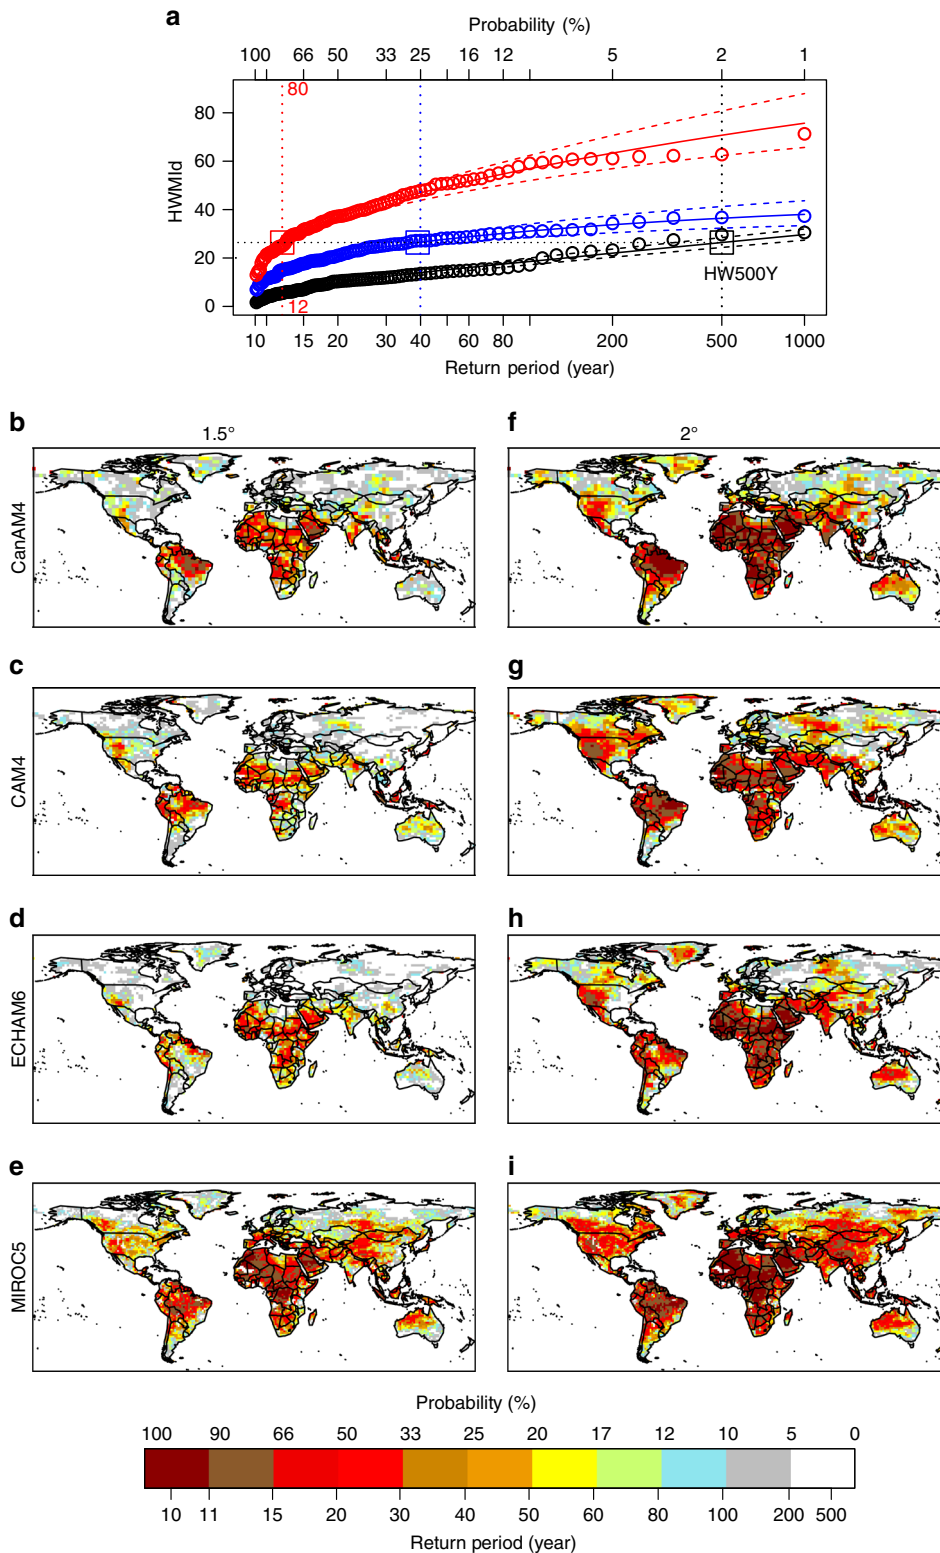 a
Probability (%)
100 66 50 33 25 16 12 5 2 1
80
HWMId
80
60
40
20
0
HW500Y
12
10 15 20 30 40 60 80 200 500 1000
Return period (year)
b
1.5°
CanAM4
f
2°
c
CAM4
g
d
ECHAM6
h
e
MIROC5
i
Probability (%)
100 90 66 50 33 25 20 17 12 10 5 0
10 11 15 20 30 40 50 60 80 100 200 500
Return period (year)